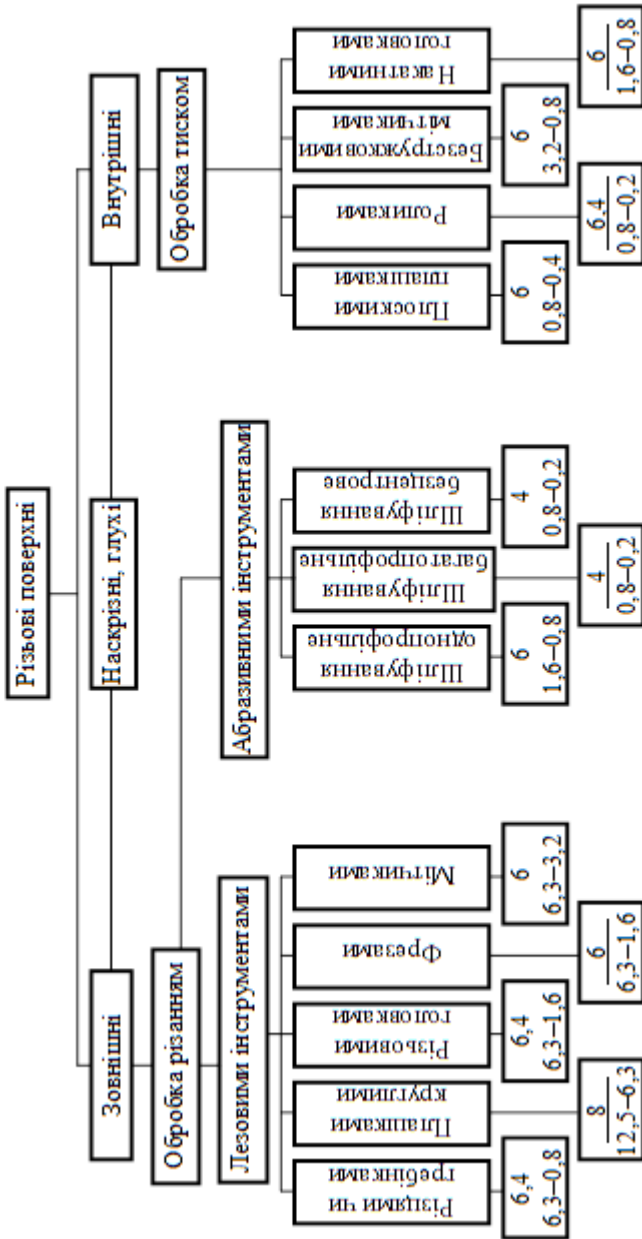 Різьові поверхні
Зовнішні
Наскрізні, глухі
Внутрішні
Обробка різанням
Обробка тиском
Лезовими інструментами
Абразивними інструментами
Різцями чи
гребінками
Плашками
круглими
Різьовими
головками
Фрезами
Мітчиками
Шліфування
однопрофільне
Шліфування
багатопрофільне
Шліфування
безцентрове
Плоскими
плашками
Роликами
Безстружковими
мітчиками
Накатними
головками
6,4
6,3–0,8
8
12,5–6,3
6,4
6,3–1,6
6
6,3–1,6
6
6,3–3,2
6
1,6–0,8
4
0,8–0,2
4
0,8–0,2
6
0,8–0,4
6,4
0,8–0,2
6
3,2–0,8
6
1,6–0,8